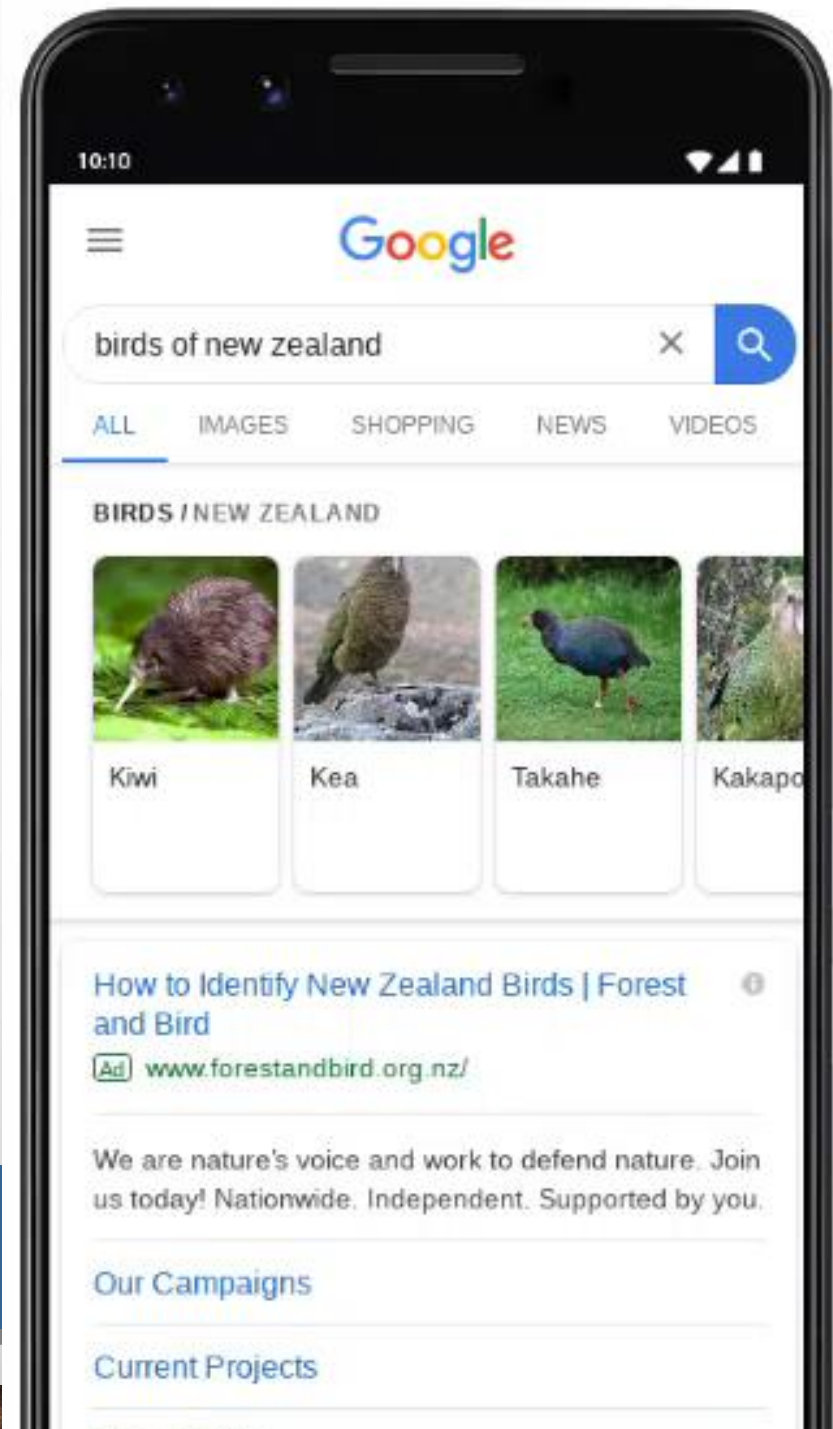 10:10
Google
birds of new zealand
ALL IMAGES SHOPPING NEWS VIDEOS
BIRDS / NEW ZEALAND
Kiwi Kea Takahe Kakapo
How to Identify New Zealand Birds | Forest
and Bird
Ad www.forestandbird.org.nz/
We are nature's voice and work to defend nature. Join
us today! Nationwide. Independent. Supported by you.
Our Campaigns
Current Projects